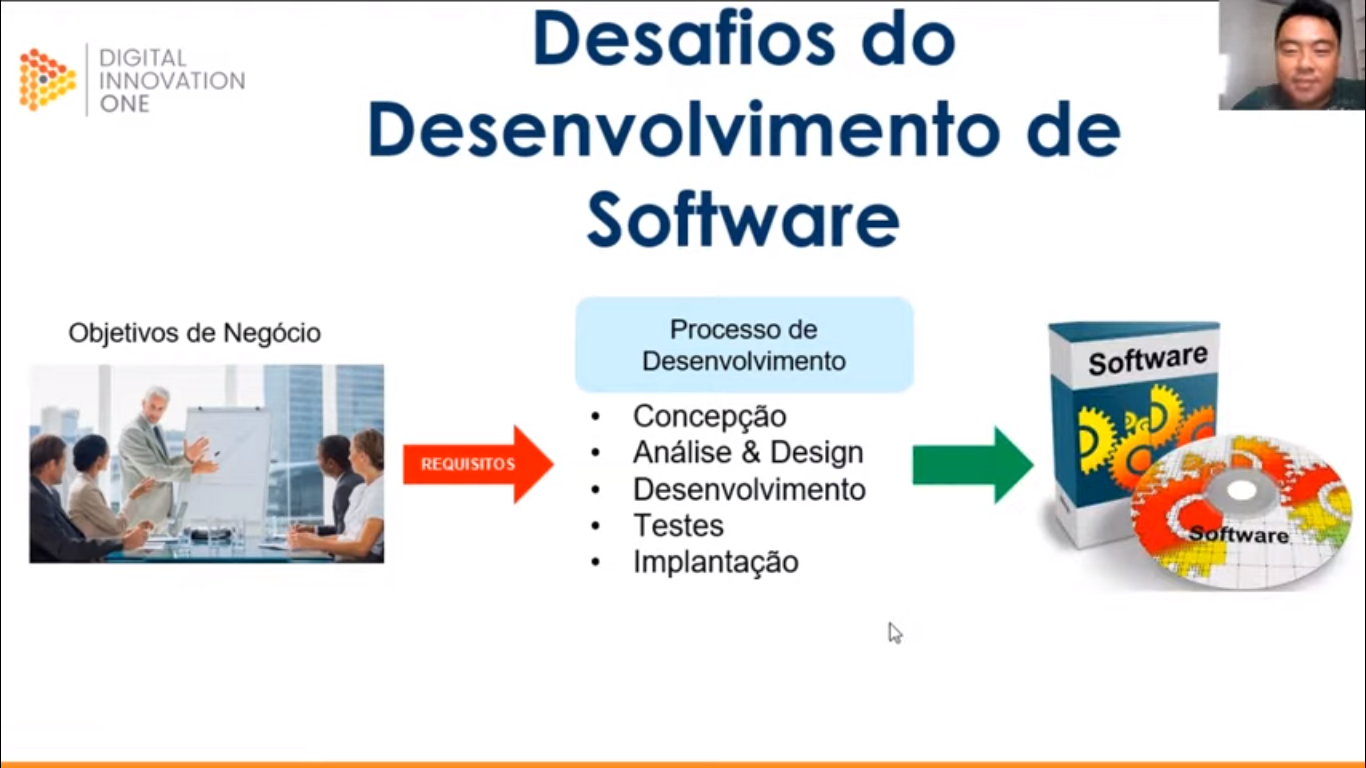 DIGITAL
INNOVATION
ONE
Desafios do
Desenvolvimento de
Software
Objetivos de Negócio
REQUISITOS
Processo de
Desenvolvimento
• Concepção
• Análise & Design
• Desenvolvimento
• Testes
• Implantação
Software
Software